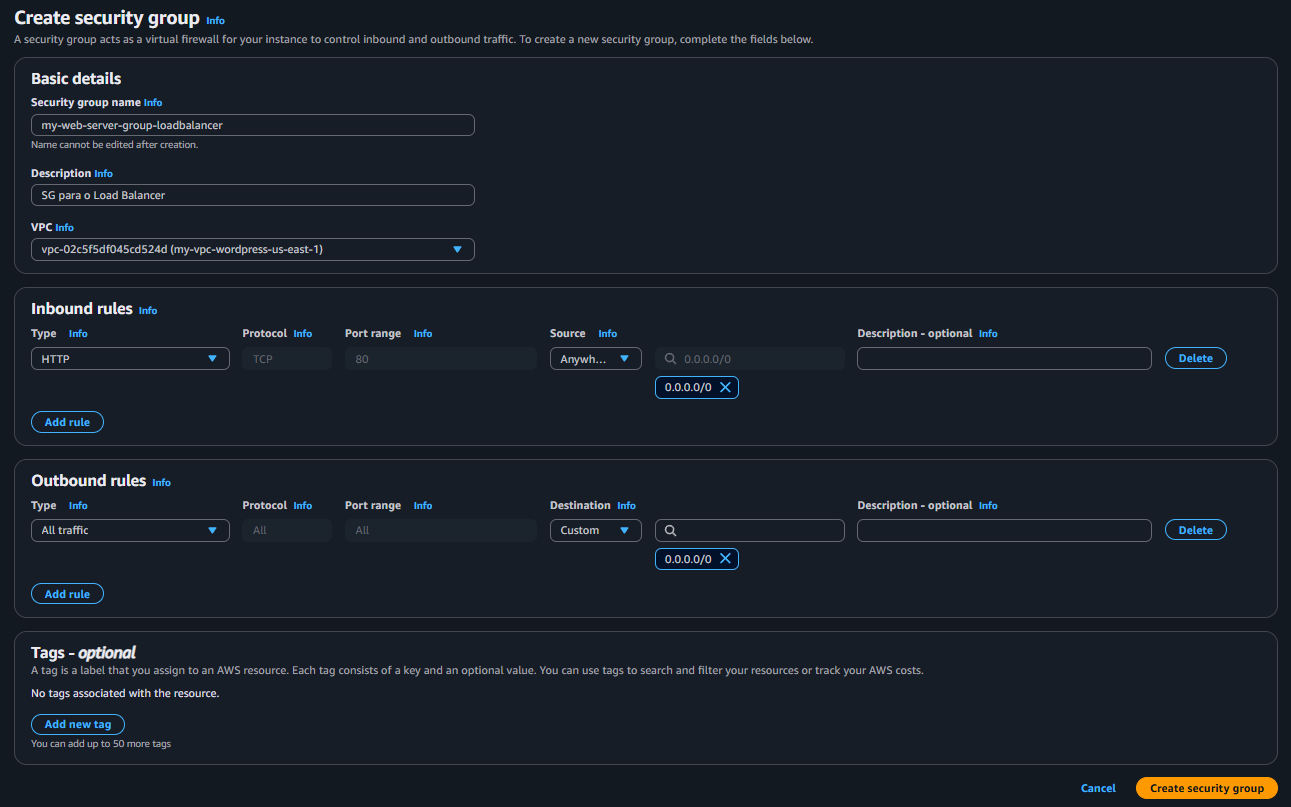 Create security group Info
A security group acts as a virtual firewall for your instance to control inbound and outbound traffic. To create a new security group, complete the fields below.
Basic details
Security group name Info
my-web-server-group-loadbalancer
Name cannot be edited after creation.
Description Info
SG para o Load Balancer
VPC Info
vpc-02c5f5df045cd524d (my-vpc-wordpress-us-east-1)
Inbound rules Info
Type Info Protocol Info Port range Info Source Info Description - optional Info
HTTP TCP 80 Anywh... 0.0.0.0/0 Delete
0.0.0.0/0
Add rule
Outbound rules Info
Type Info Protocol Info Port range Info Destination Info Description - optional Info
All traffic All All Custom Delete
0.0.0.0/0
Add rule
Tags - optional
A tag is a label that you assign to an AWS resource. Each tag consists of a key and an optional value. You can use tags to search and filter your resources or track your AWS costs.
No tags associated with the resource.
Add new tag
You can add up to 50 more tags
Cancel Create security group